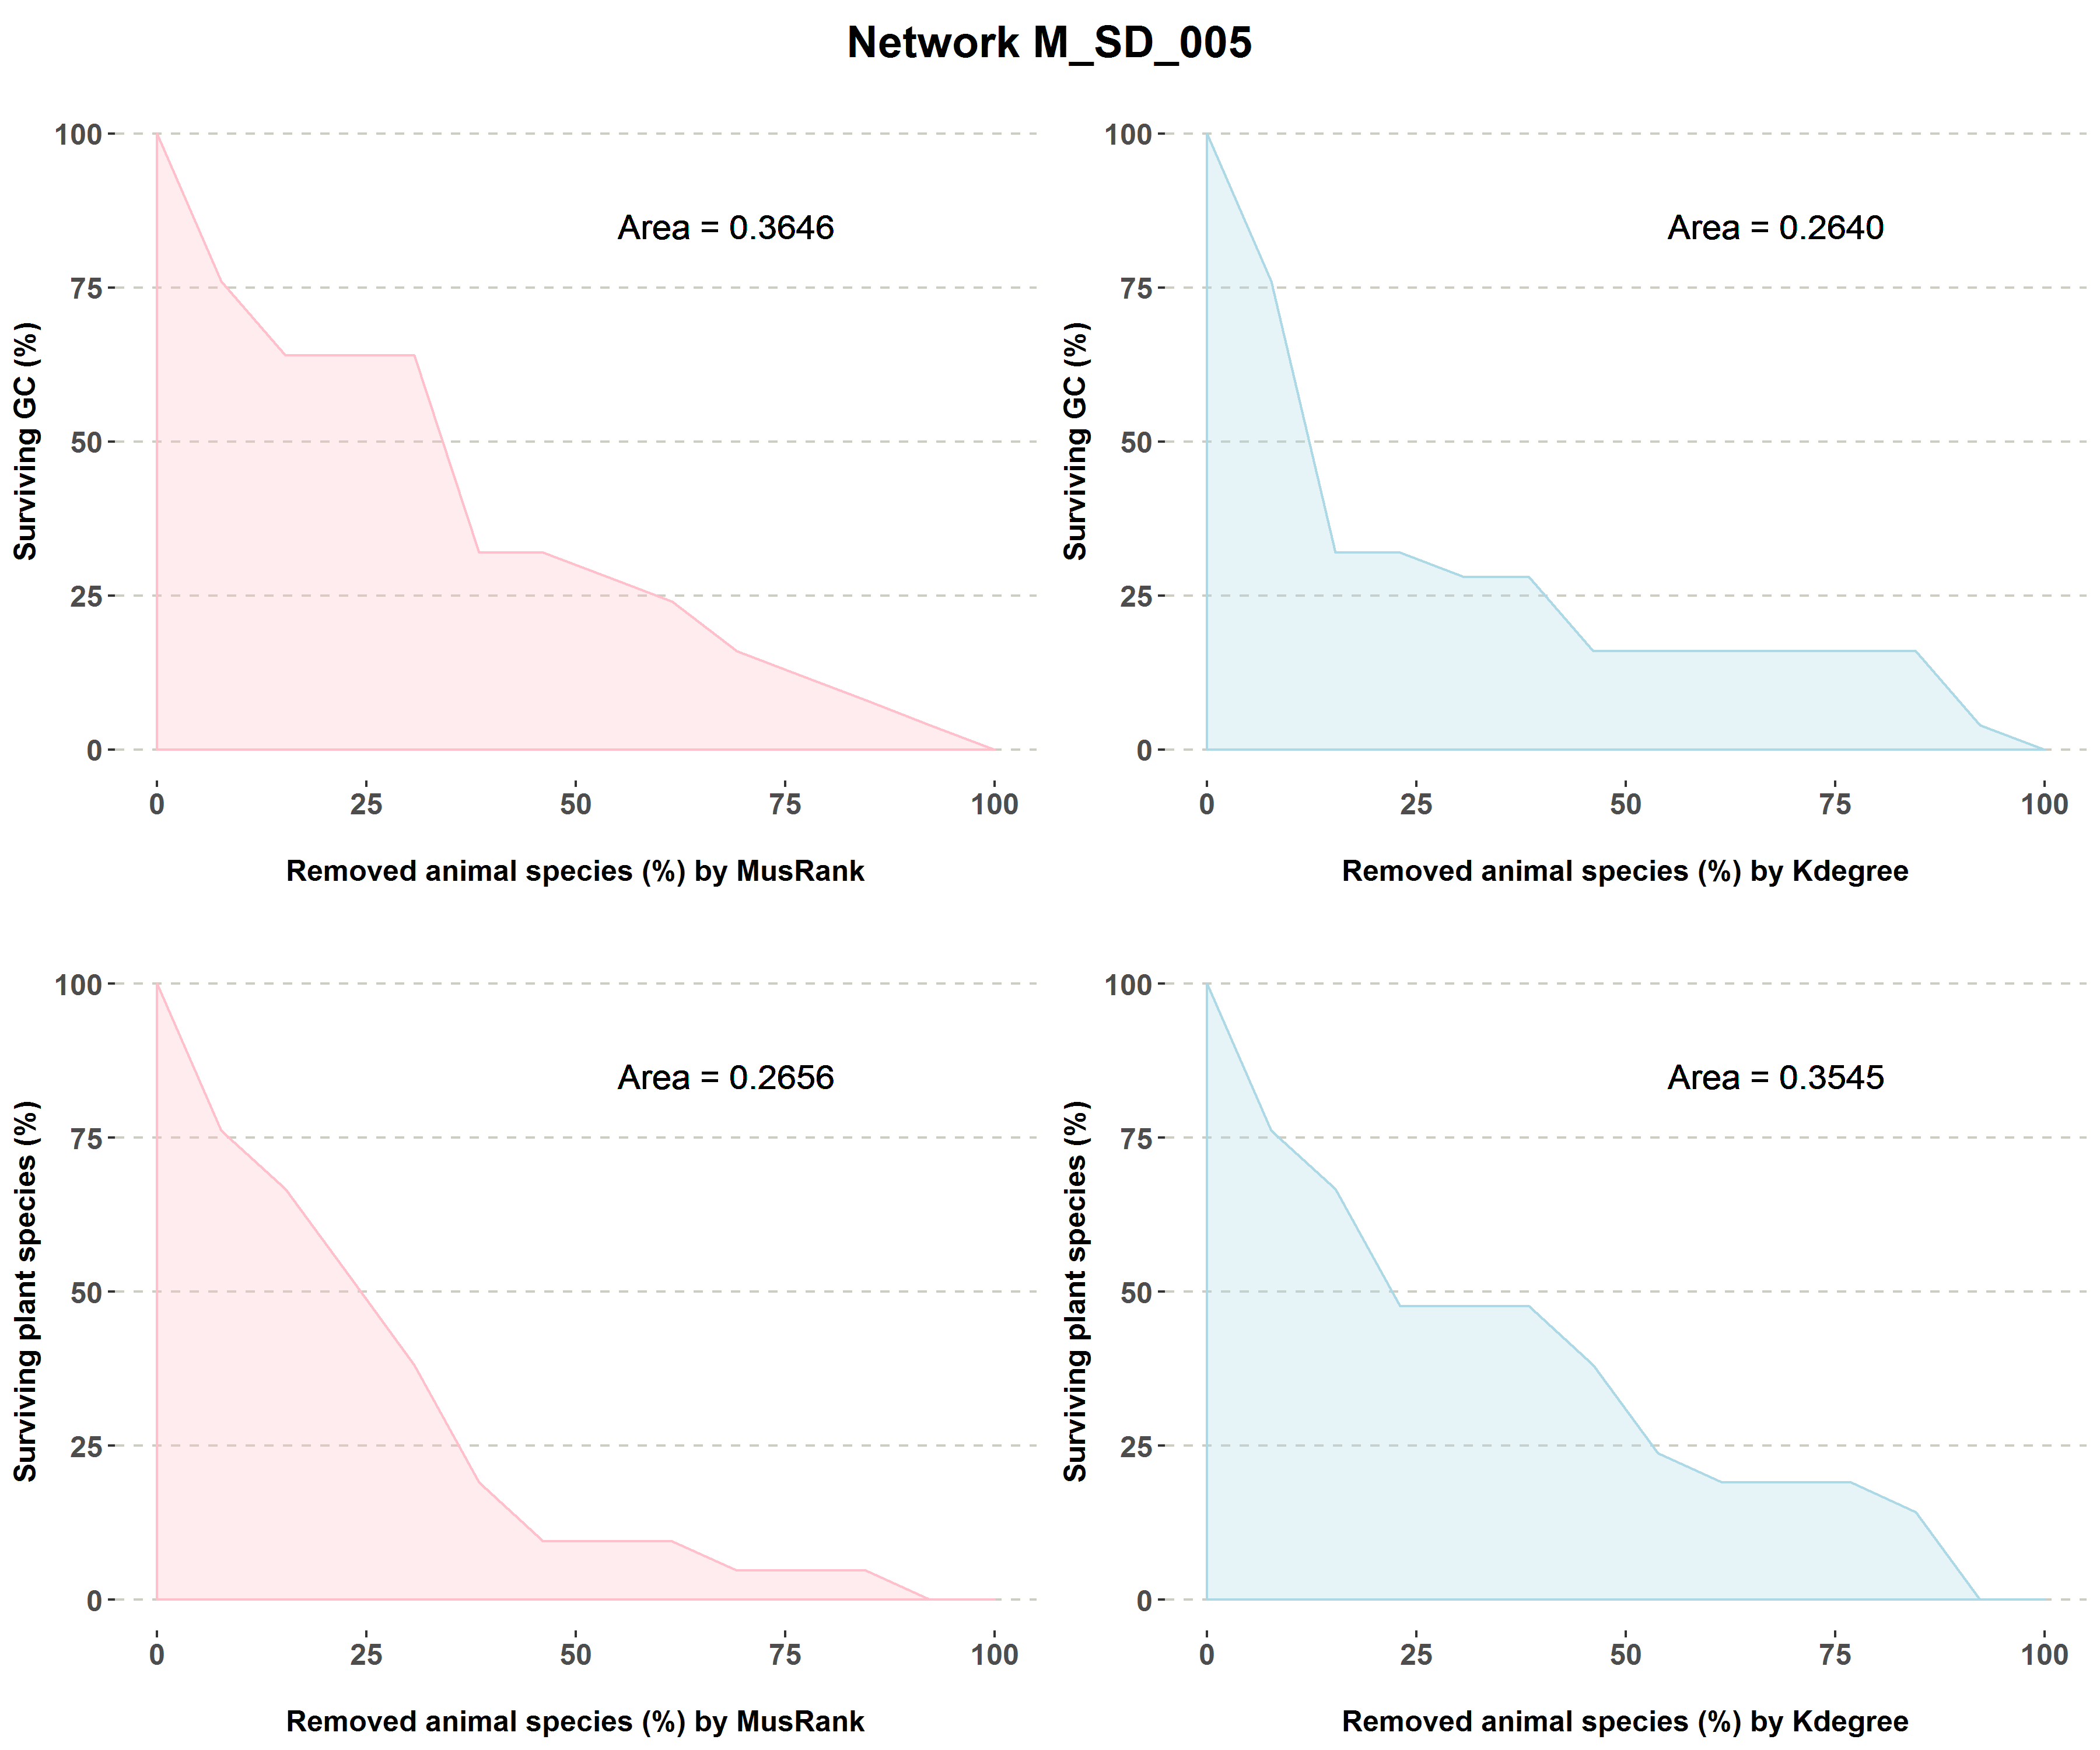 Network M_SD_005
Surviving GC (%)
100
75
50
25
0
Area = 0.3646
0 25 50 75 100
Removed animal species (%) by MusRank
Surviving GC (%)
100
75
50
25
0
Area = 0.2640
0 25 50 75 100
Removed animal species (%) by Kdegree
Surviving plant species (%)
100
75
50
25
0
Area = 0.2656
0 25 50 75 100
Removed animal species (%) by MusRank
Surviving plant species (%)
100
75
50
25
0
Area = 0.3545
0 25 50 75 100
Removed animal species (%) by Kdegree